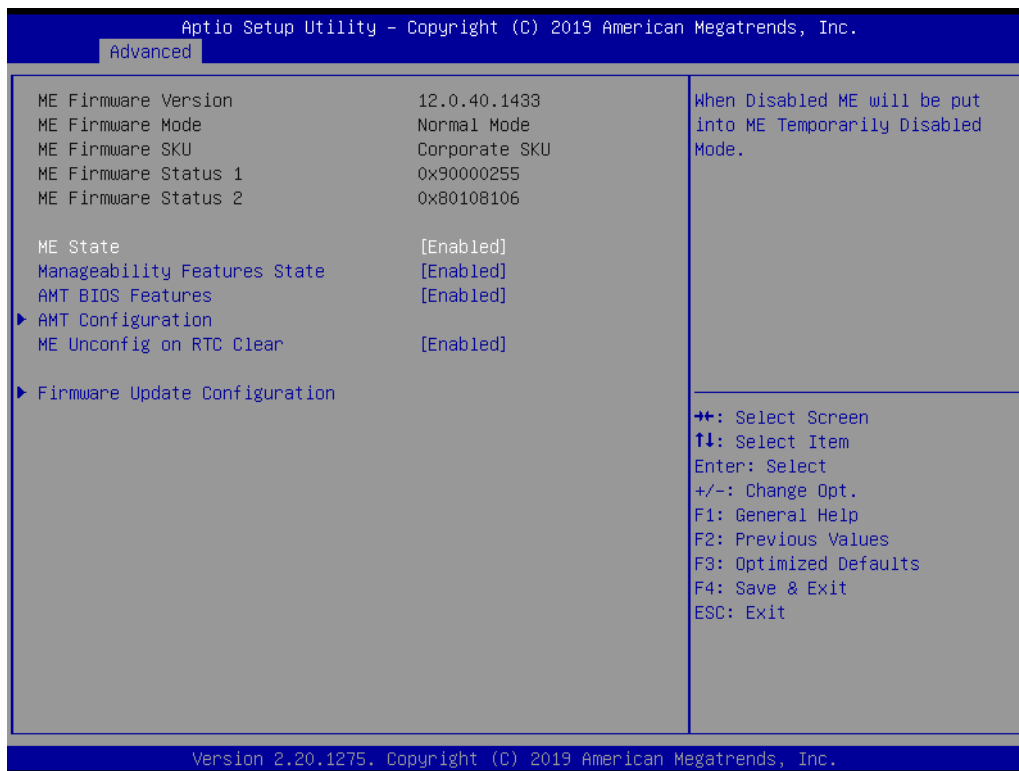 Aptio Setup Utility – Copyright (C) 2019 American Megatrends, Inc.
Advanced
ME Firmware Version 12.0.40.1433
ME Firmware Mode Normal Mode
ME Firmware SKU Corporate SKU
ME Firmware Status 1 0x90000255
ME Firmware Status 2 0x80108106
ME State [Enabled]
Manageability Features State [Enabled]
AMT BIOS Features [Enabled]
▶ AMT Configuration
ME Unconfig on RTC Clear [Enabled]
▶ Firmware Update Configuration
When Disabled ME will be put
into ME Temporarily Disabled
Mode.
→←: Select Screen
↑↓: Select Item
Enter: Select
+/-: Change Opt.
F1: General Help
F2: Previous Values
F3: Optimized Defaults
F4: Save & Exit
ESC: Exit
Version 2.20.1275. Copyright (C) 2019 American Megatrends, Inc.